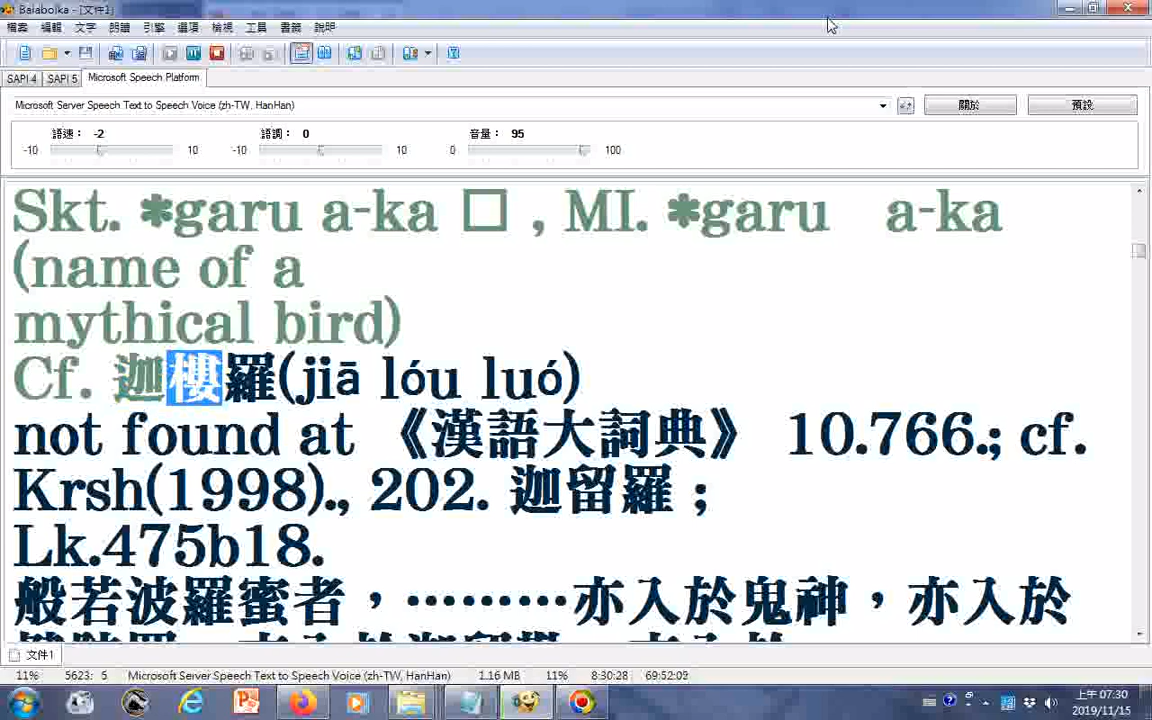 Balabolka - [文件1]
檔案 編輯 文字 朗讀 引擎 選項 檢視 工具 書籤 說明
SAPI 4 SAPI 5 Microsoft Speech Platform
Microsoft Server Speech Text to Speech Voice (zh-TW, HanHan) 關於 預設
語速： -2 語調： 0 音量： 95
-10 10 -10 10 0 100
Skt. *garu a-ka □ , MI. *garu a-ka
(name of a
mythical bird)
Cf. 迦樓羅(jiā lóu luó)
not found at 《漢語大詞典》 10.766.; cf.
Krsh(1998)., 202. 迦留羅；
Lk.475b18.
般若波羅蜜者，………亦入於鬼神，亦入於
文件1
11% 5623: 5 Microsoft Server Speech Text to Speech Voice (zh-TW, HanHan) 1.16 MB 11% 8:30:28 69:52:09
上午 07:30
2019/11/15